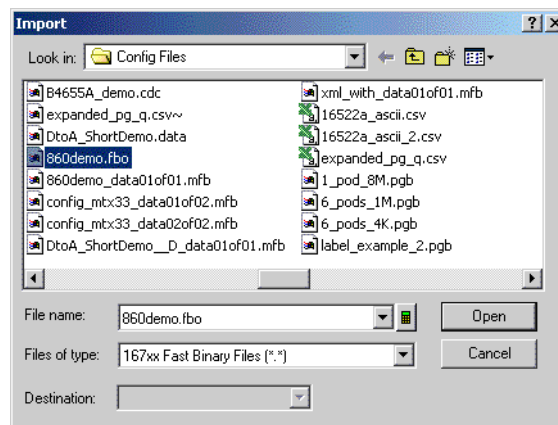 Import
Look in: Config Files
B4655A_demo.cdc
expanded_pg_q.csv~
DtoA_ShortDemo.data
860demo.fbo
860demo_data01of01.mfb
config_mtx33_data01of02.mfb
config_mtx33_data02of02.mfb
DtoA_ShortDemo__D_data01of01.mfb
xml_with_data01of01.mfb
16522a_ascii.csv
16522a_ascii_2.csv
expanded_pg_q.csv
1_pod_8M.pgb
6_pods_1M.pgb
6_pods_4K.pgb
label_example_2.pgb
File name: 860demo.fbo Open
Files of type: 167xx Fast Binary Files (*.*) Cancel
Destination: